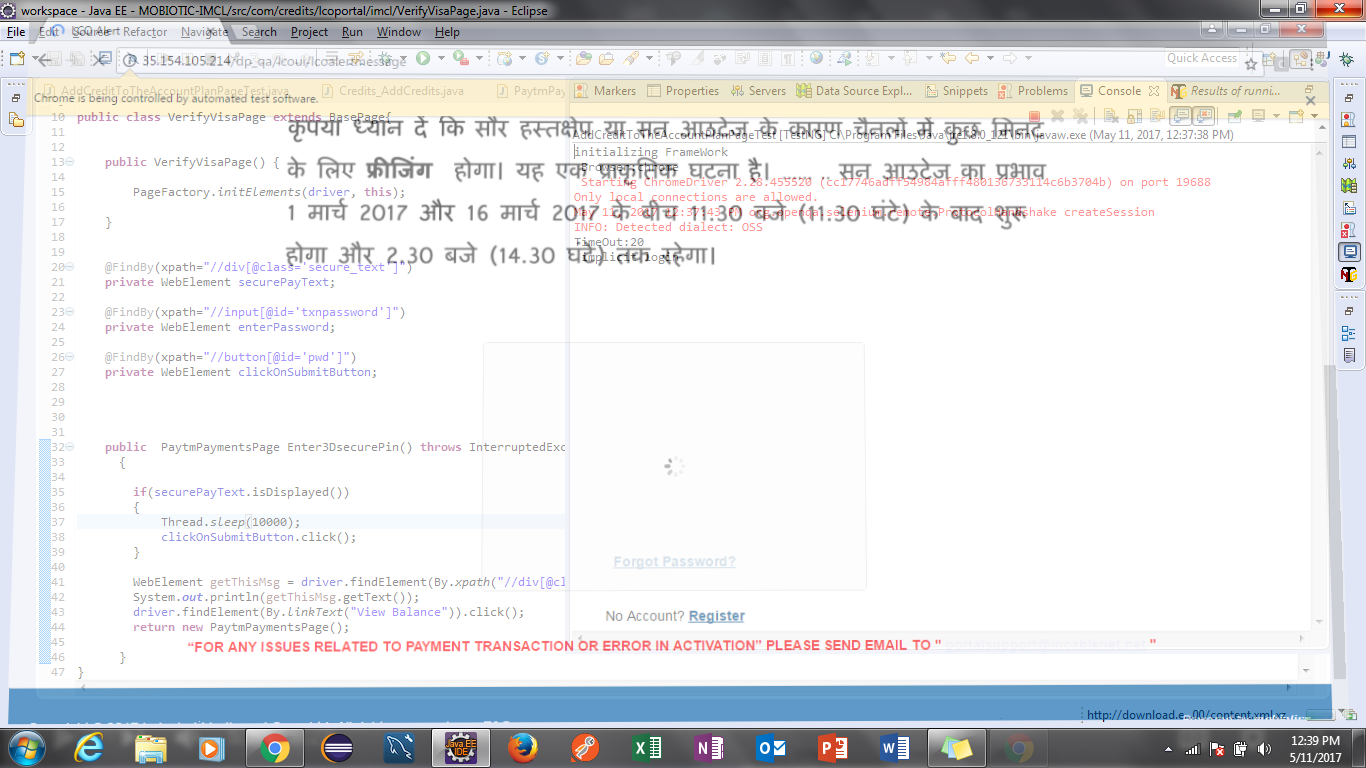 workspace - Java EE - MOBIOTIC-IMCL/src/com/credits/lcoportal/imcl/VerifyVisaPage.java - Eclipse
File Edit Source Refactor Navigate Search Project Run Window Help
LCO Alert
35.154.105.214/dp_qa/lcoui/lcoalertmessage
Quick Access
AddCreditToTheAccountPlanPageTest.java Credits_AddCredits.java
Markers Properties Servers Data Source Expl... Snippets Problems Console Results of runni...
Chrome is being controlled by automated test software.
AddCreditToTheAccountPlanPageTest [TestNG] C:\Program Files\Java\jre1.8.0_121\bin\javaw.exe (May 11, 2017, 12:37:38 PM)
10 public class VerifyVisaPage extends BasePage{
11
12
13 public VerifyVisaPage() {
14
15 PageFactory.initElements(driver, this);
16
17 }
18
19
20 @FindBy(xpath="//div[@class='secure_text']")
21 private WebElement securePayText;
22
23 @FindBy(xpath="//input[@id='txnpassword']")
24 private WebElement enterPassword;
25
26 @FindBy(xpath="//button[@id='pwd']")
27 private WebElement clickOnSubmitButton;
28
29
30
31
32 public PaytmPaymentsPage Enter3DsecurePin() throws InterruptedExc
33 {
34
35 if(securePayText.isDisplayed())
36 {
37 Thread.sleep(10000);
38 clickOnSubmitButton.click();
39 }
40
41 WebElement getThisMsg = driver.findElement(By.xpath("//div[@cl
42 System.out.println(getThisMsg.getText());
43 driver.findElement(By.linkText("View Balance")).click();
44 return new PaytmPaymentsPage();
45
46 }
47 }
initializing FrameWork
Browser:chrome
Starting ChromeDriver 2.28.455520 (cc17746adff54984afff480136733114c6b3704b) on port 19688
Only local connections are allowed.
May 11, 2017 12:37:43 PM org.openqa.selenium.remote.ProtocolHandshake createSession
INFO: Detected dialect: OSS
TimeOut:20
implicit login
कृपया ध्यान दें कि सौर हस्तक्षेप तथा सन आउटेज के कारण चैनलों में कुछ मिनट
के लिए फ्रीजिंग होगा। यह एक प्राकृतिक घटना है। ...... .. सन आउटेज का प्रभाव
1 मार्च 2017 और 16 मार्च 2017 के बीच 11:30 बजे (11:30 घंटे) के बाद शुरू
होगा और 2.30 बजे (14.30 घंटे) तक रहेगा।
Forgot Password?
No Account? Register
“FOR ANY ISSUES RELATED TO PAYMENT TRANSACTION OR ERROR IN ACTIVATION” PLEASE SEND EMAIL TO " "
http://download.e...00/content.xml.xz
12:39 PM
5/11/2017